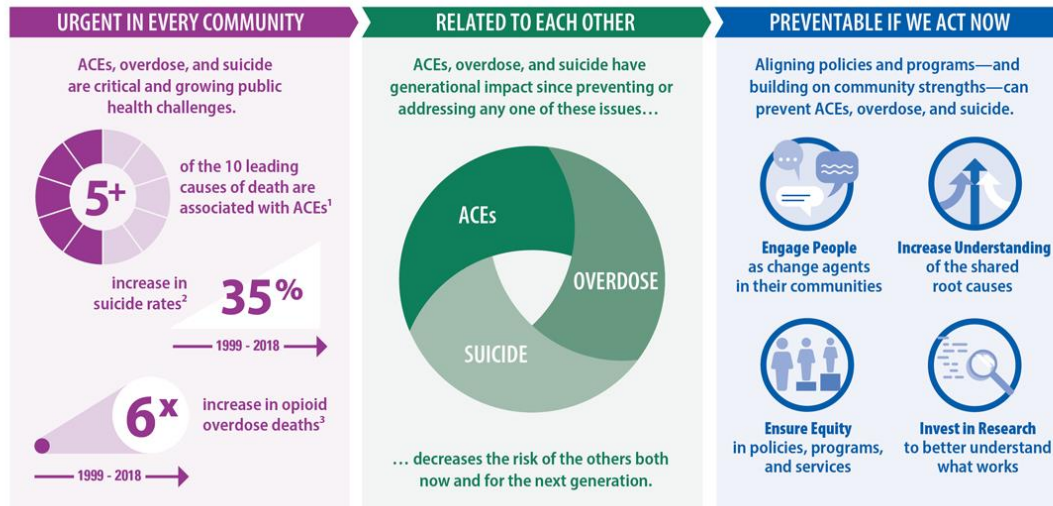 URGENT IN EVERY COMMUNITY
ACEs, overdose, and suicide
are critical and growing public
health challenges.
5+
of the 10 leading
causes of death are
associated with ACEs¹
increase in
suicide rates²
35%
1999 - 2018
6x
increase in opioid
overdose deaths³
1999 - 2018
RELATED TO EACH OTHER
ACEs, overdose, and suicide have
generational impact since preventing or
addressing any one of these issues…
ACEs
OVERDOSE
SUICIDE
… decreases the risk of the others both
now and for the next generation.
PREVENTABLE IF WE ACT NOW
Aligning policies and programs—and
building on community strengths—can
prevent ACEs, overdose, and suicide.
Engage People
as change agents
in their communities
Increase Understanding
of the shared
root causes
Ensure Equity
in policies, programs,
and services
Invest in Research
to better understand
what works